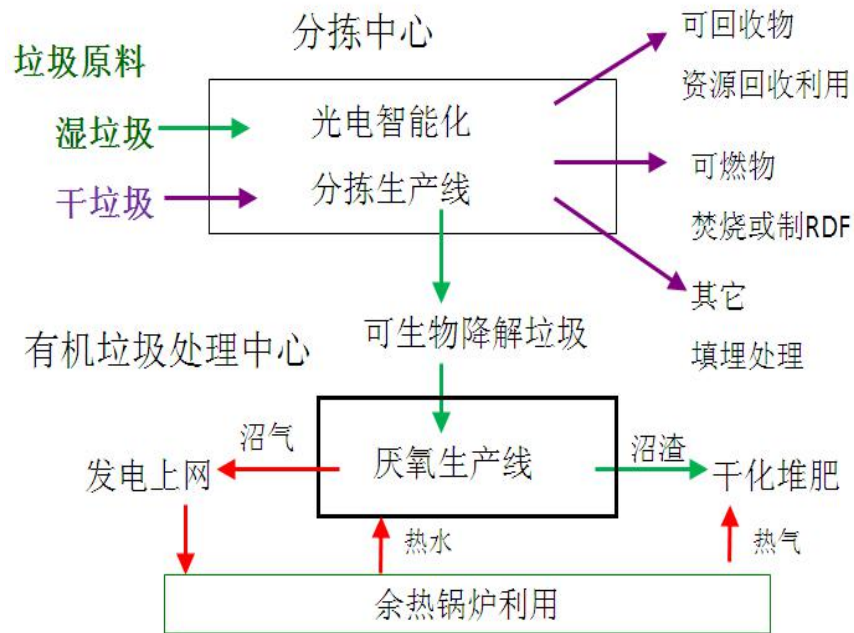 分拣中心
可回收物
资源回收利用
垃圾原料
光电智能化
湿垃圾
分拣生产线
干垃圾
可燃物
焚烧或制RDF
其它
填埋处理
可生物降解垃圾
有机垃圾处理中心
沼气
厌氧生产线
沼渣
发电上网
干化堆肥
热水
热气
余热锅炉利用